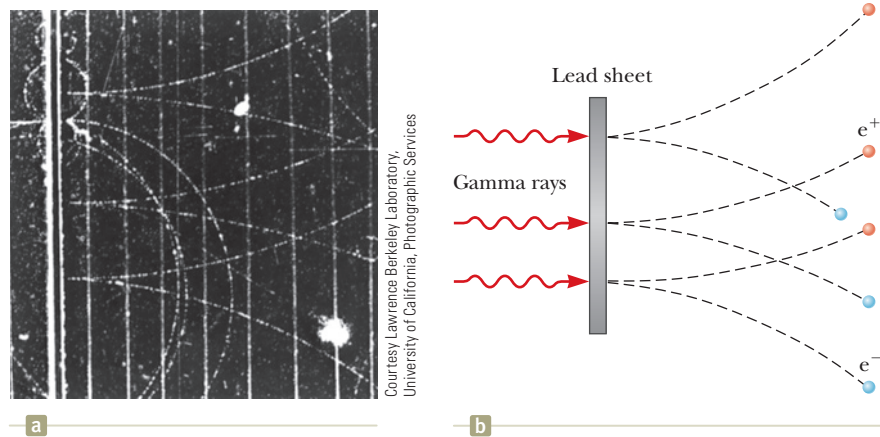 Courtesy Lawrence Berkeley Laboratory,
University of California, Photographic Services
a
Lead sheet
Gamma rays
e⁺
e⁻
b